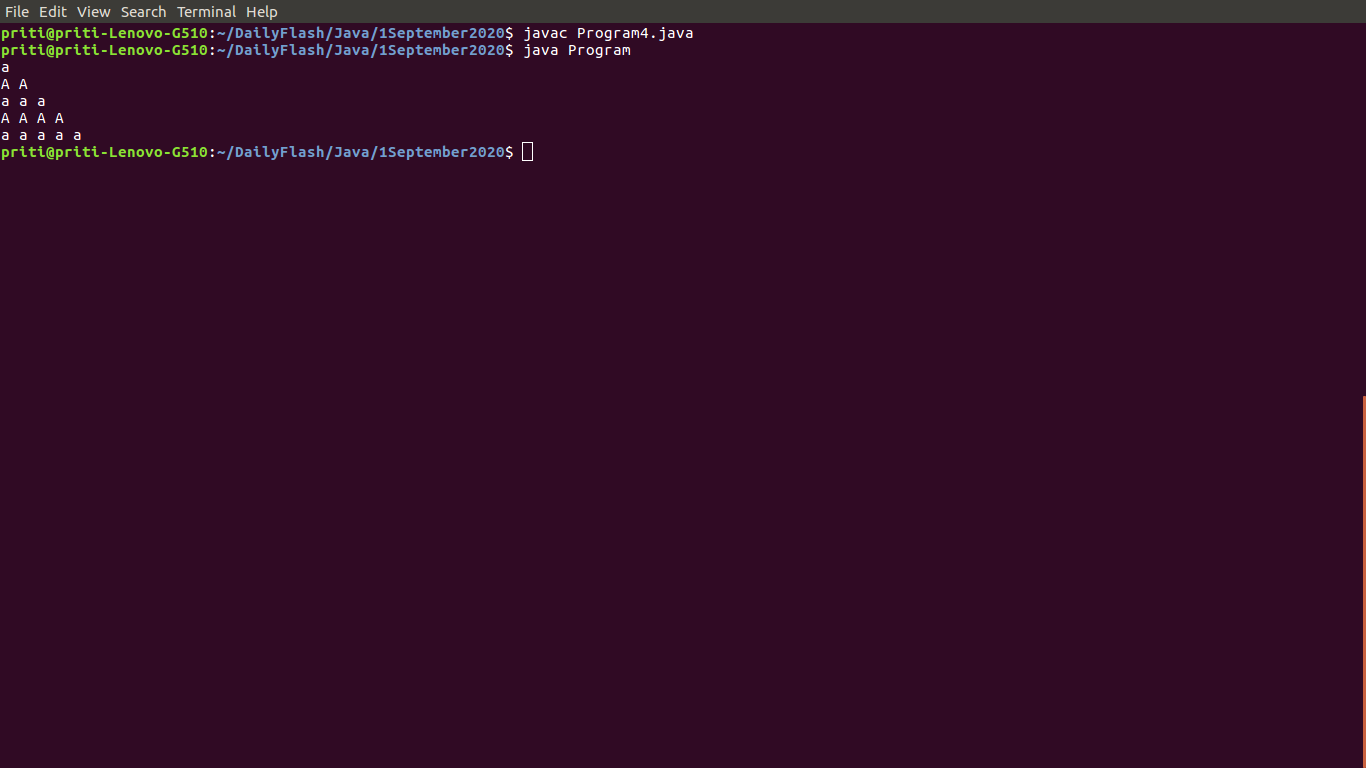 File Edit View Search Terminal Help
priti@priti-Lenovo-G510:~/DailyFlash/Java/1September2020$ javac Program4.java
priti@priti-Lenovo-G510:~/DailyFlash/Java/1September2020$ java Program
a
A A
a a a
A A A A
a a a a a
priti@priti-Lenovo-G510:~/DailyFlash/Java/1September2020$